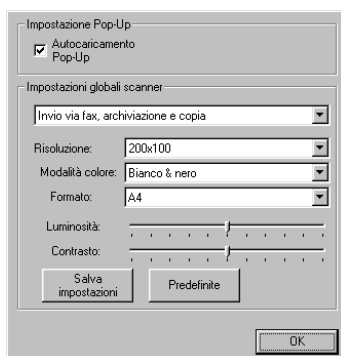 Impostazione Pop-Up
Autocaricamento
Pop-Up
Impostazioni globali scanner
Invio via fax, archiviazione e copia
Risoluzione: 200x100
Modalità colore: Bianco & nero
Formato: A4
Luminosità:
Contrasto:
Salva
impostazioni
Predefinite
OK